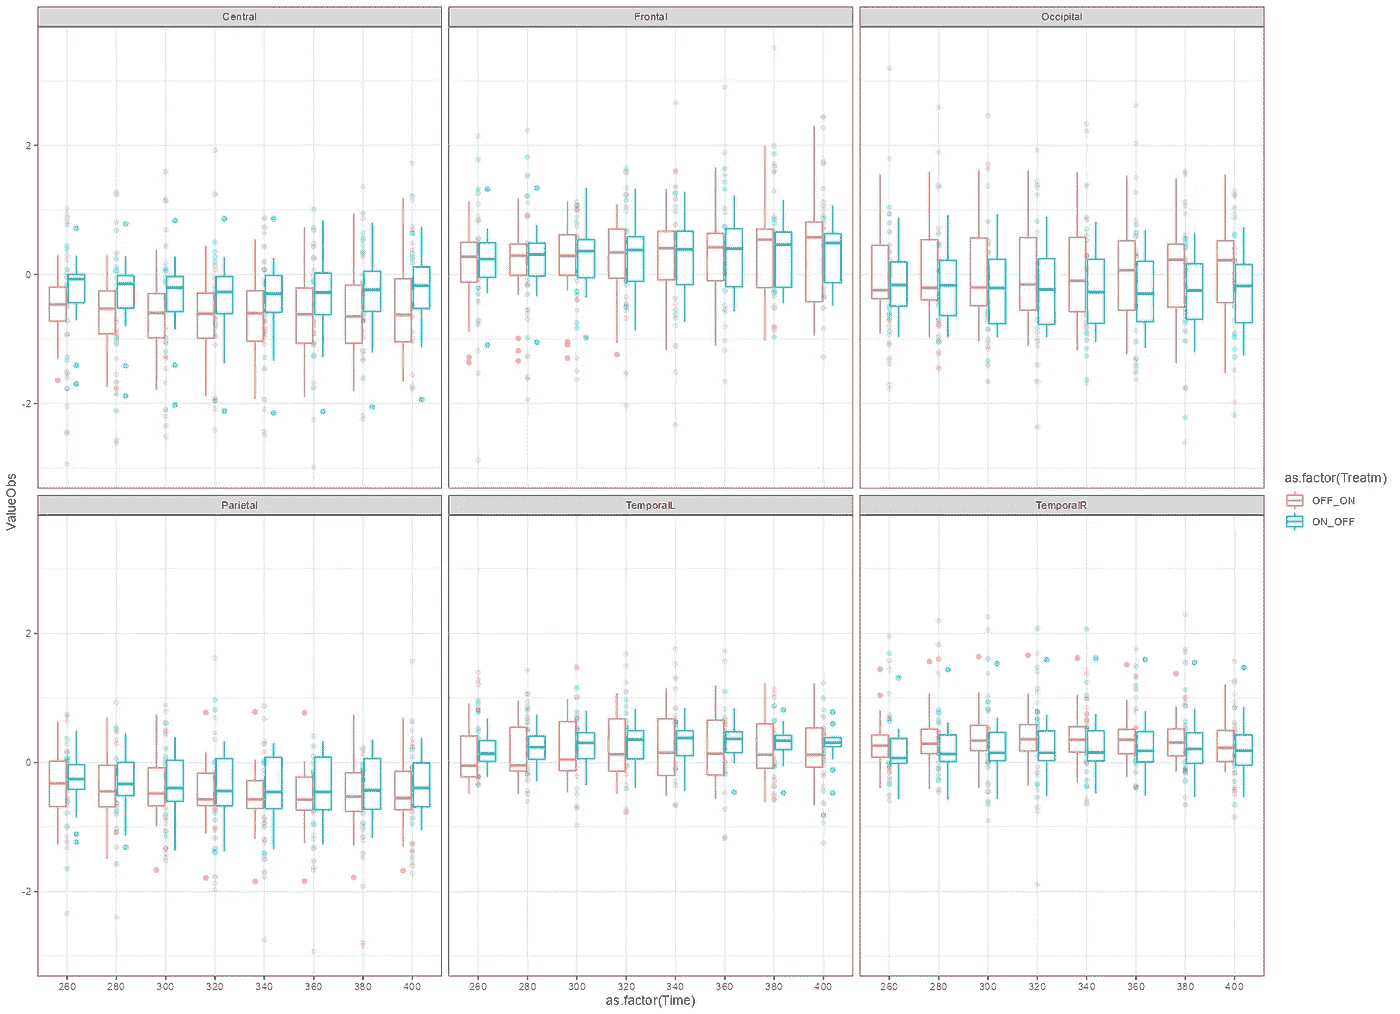 Central Frontal Occipital
2
0
-2
Parietal TemporalL TemporalR
2
0
-2
260 280 300 320 340 360 380 400 260 280 300 320 340 360 380 400 260 280 300 320 340 360 380 400
as.factor(Time)
ValueObs
as.factor(Treatm)
OFF_ON
ON_OFF